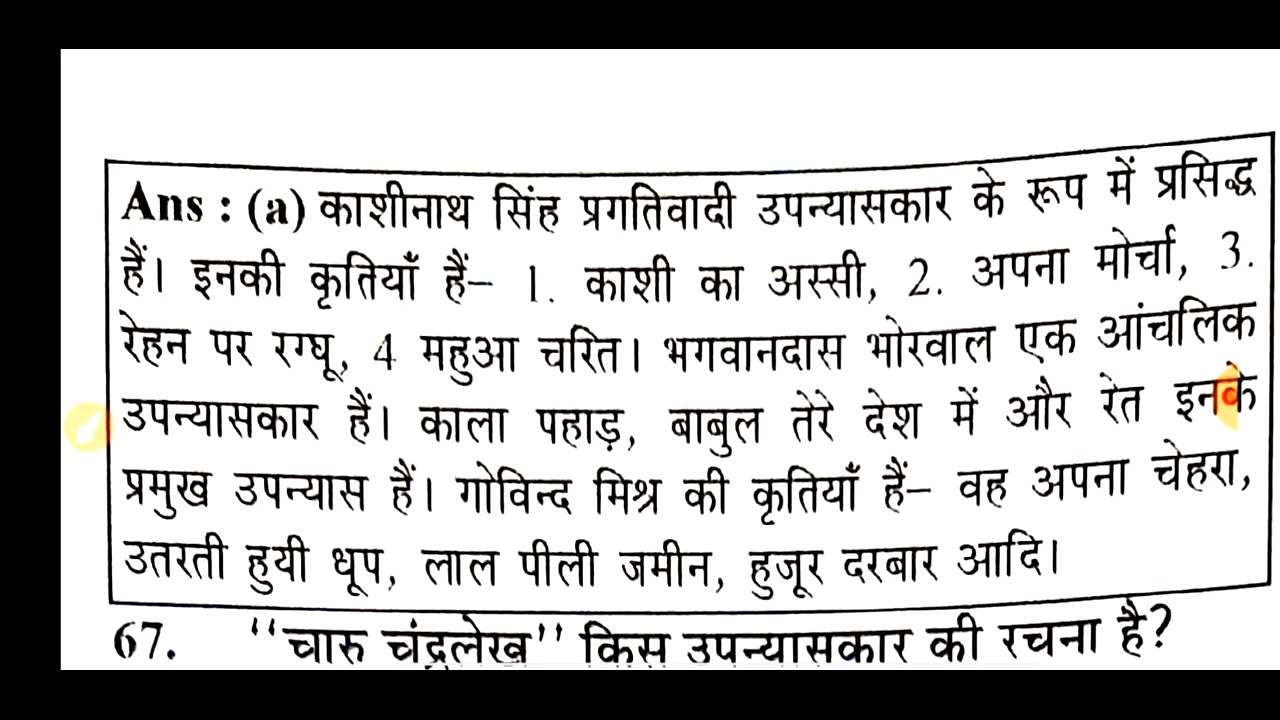 Ans : (a) काशीनाथ सिंह प्रगतिवादी उपन्यासकार के रूप में प्रसिद्ध
हैं। इनकी कृतियाँ हैं– 1. काशी का अस्सी, 2. अपना मोर्चा, 3.
रेहन पर रग्घू, 4 महुआ चरित। भगवानदास भोरवाल एक आंचलिक
उपन्यासकार हैं। काला पहाड़, बाबुल तेरे देश में और रेत इनके
प्रमुख उपन्यास हैं। गोविन्द मिश्र की कृतियाँ हैं– वह अपना चेहरा,
उतरती हुयी धूप, लाल पीली जमीन, हुजूर दरबार आदि।
67. “चारु चंद्रलेख” किस उपन्यासकार की रचना है?